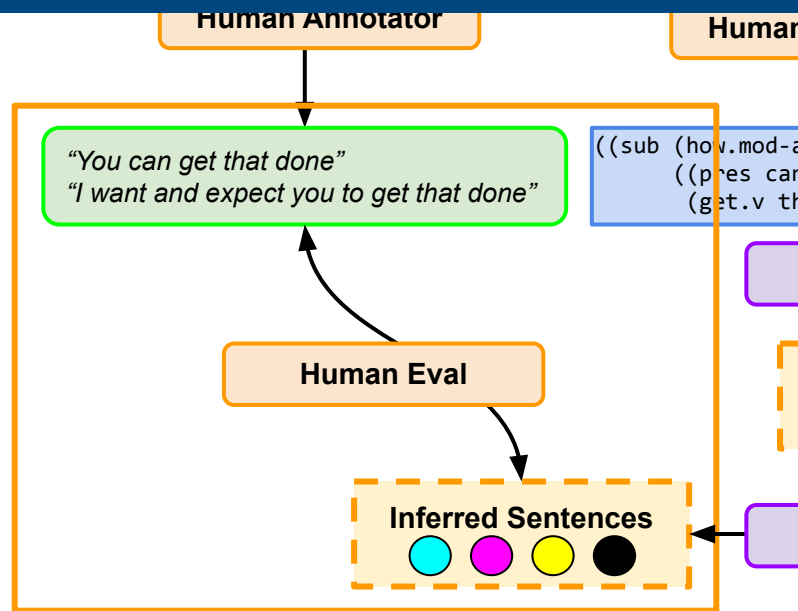 Human Annotator
Human
“You can get that done”
“I want and expect you to get that done”
((sub (how.mod-a
((pres can
(get.v th
Human Eval
Inferred Sentences